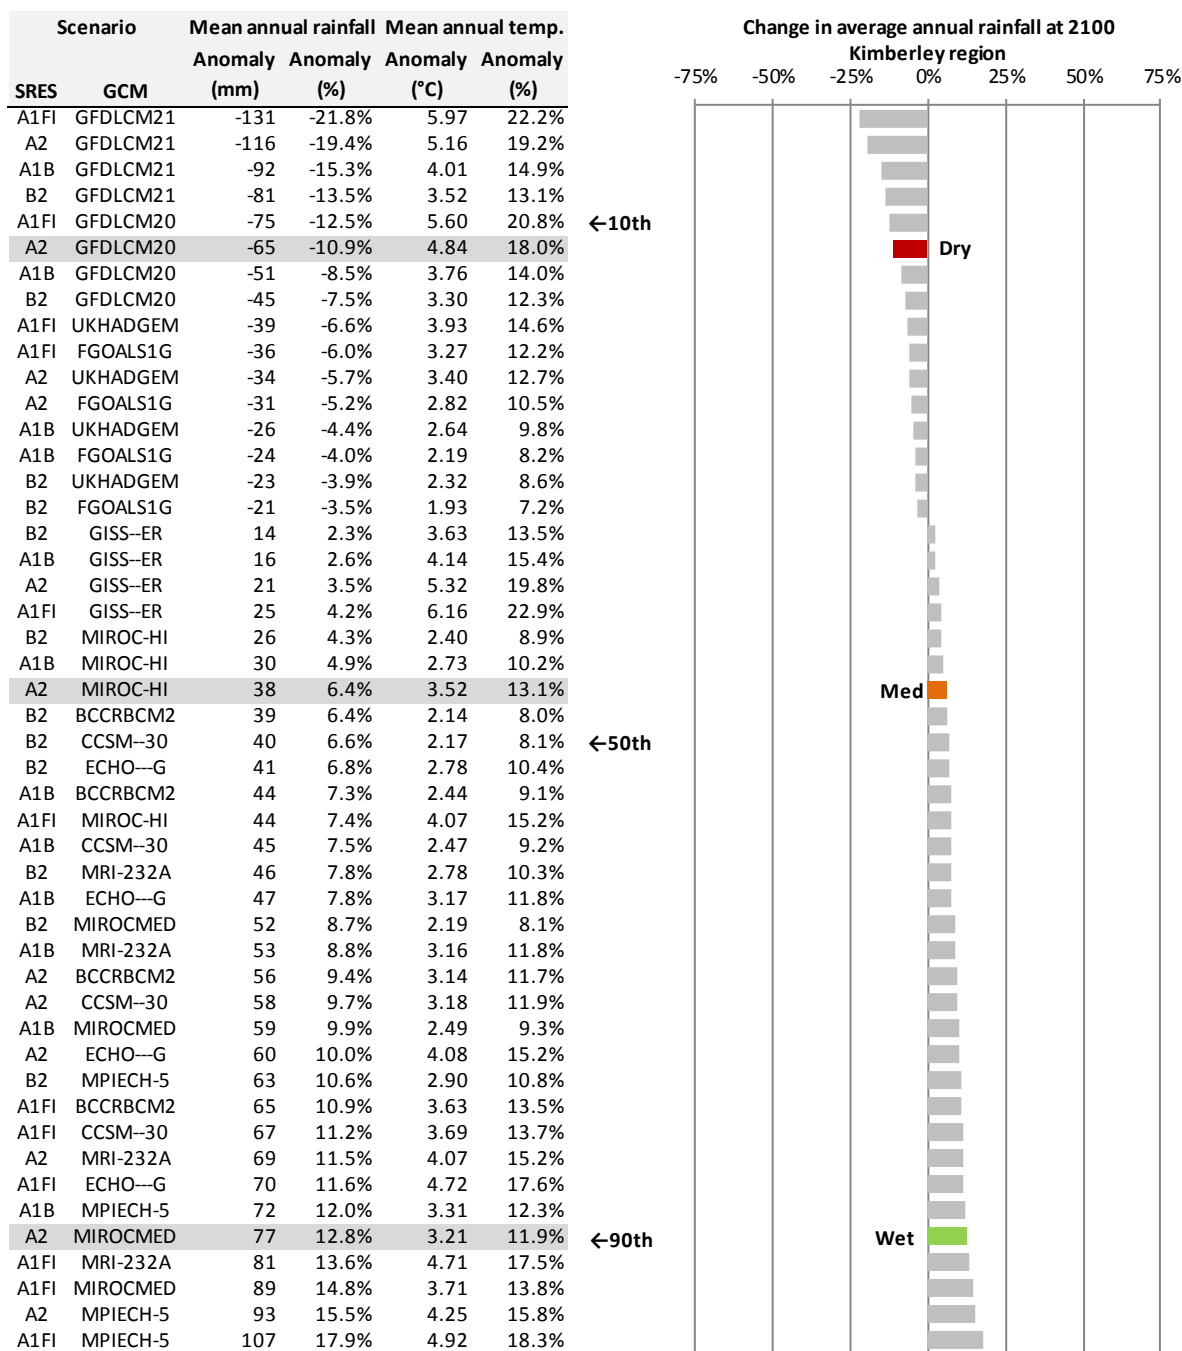 Scenario Mean annual rainfall Mean annual temp. Change in average annual rainfall at 2100
Anomaly Anomaly Anomaly Anomaly Kimberley region
SRES GCM (mm) (%) (°C) (%) -75% -50% -25% 0% 25% 50% 75%
A1FI GFDLCM21 -131 -21.8% 5.97 22.2%
A2 GFDLCM21 -116 -19.4% 5.16 19.2%
A1B GFDLCM21 -92 -15.3% 4.01 14.9%
B2 GFDLCM21 -81 -13.5% 3.52 13.1%
A1FI GFDLCM20 -75 -12.5% 5.60 20.8% ←10th
A2 GFDLCM20 -65 -10.9% 4.84 18.0% Dry
A1B GFDLCM20 -51 -8.5% 3.76 14.0%
B2 GFDLCM20 -45 -7.5% 3.30 12.3%
A1FI UKHADGEM -39 -6.6% 3.93 14.6%
A1FI FGOALS1G -36 -6.0% 3.27 12.2%
A2 UKHADGEM -34 -5.7% 3.40 12.7%
A2 FGOALS1G -31 -5.2% 2.82 10.5%
A1B UKHADGEM -26 -4.4% 2.64 9.8%
A1B FGOALS1G -24 -4.0% 2.19 8.2%
B2 UKHADGEM -23 -3.9% 2.32 8.6%
B2 FGOALS1G -21 -3.5% 1.93 7.2%
B2 GISS--ER 14 2.3% 3.63 13.5%
A1B GISS--ER 16 2.6% 4.14 15.4%
A2 GISS--ER 21 3.5% 5.32 19.8%
A1FI GISS--ER 25 4.2% 6.16 22.9%
B2 MIROC-HI 26 4.3% 2.40 8.9%
A1B MIROC-HI 30 4.9% 2.73 10.2%
A2 MIROC-HI 38 6.4% 3.52 13.1% Med
B2 BCCRBCM2 39 6.4% 2.14 8.0%
B2 CCSM--30 40 6.6% 2.17 8.1% ←50th
B2 ECHO---G 41 6.8% 2.78 10.4%
A1B BCCRBCM2 44 7.3% 2.44 9.1%
A1FI MIROC-HI 44 7.4% 4.07 15.2%
A1B CCSM--30 45 7.5% 2.47 9.2%
B2 MRI-232A 46 7.8% 2.78 10.3%
A1B ECHO---G 47 7.8% 3.17 11.8%
B2 MIROCMED 52 8.7% 2.19 8.1%
A1B MRI-232A 53 8.8% 3.16 11.8%
A2 BCCRBCM2 56 9.4% 3.14 11.7%
A2 CCSM--30 58 9.7% 3.18 11.9%
A1B MIROCMED 59 9.9% 2.49 9.3%
A2 ECHO---G 60 10.0% 4.08 15.2%
B2 MPIECH-5 63 10.6% 2.90 10.8%
A1FI BCCRBCM2 65 10.9% 3.63 13.5%
A1FI CCSM--30 67 11.2% 3.69 13.7%
A2 MRI-232A 69 11.5% 4.07 15.2%
A1FI ECHO---G 70 11.6% 4.72 17.6%
A1B MPIECH-5 72 12.0% 3.31 12.3%
A2 MIROCMED 77 12.8% 3.21 11.9% ←90th Wet
A1FI MRI-232A 81 13.6% 4.71 17.5%
A1FI MIROCMED 89 14.8% 3.71 13.8%
A2 MPIECH-5 93 15.5% 4.25 15.8%
A1FI MPIECH-5 107 17.9% 4.92 18.3%